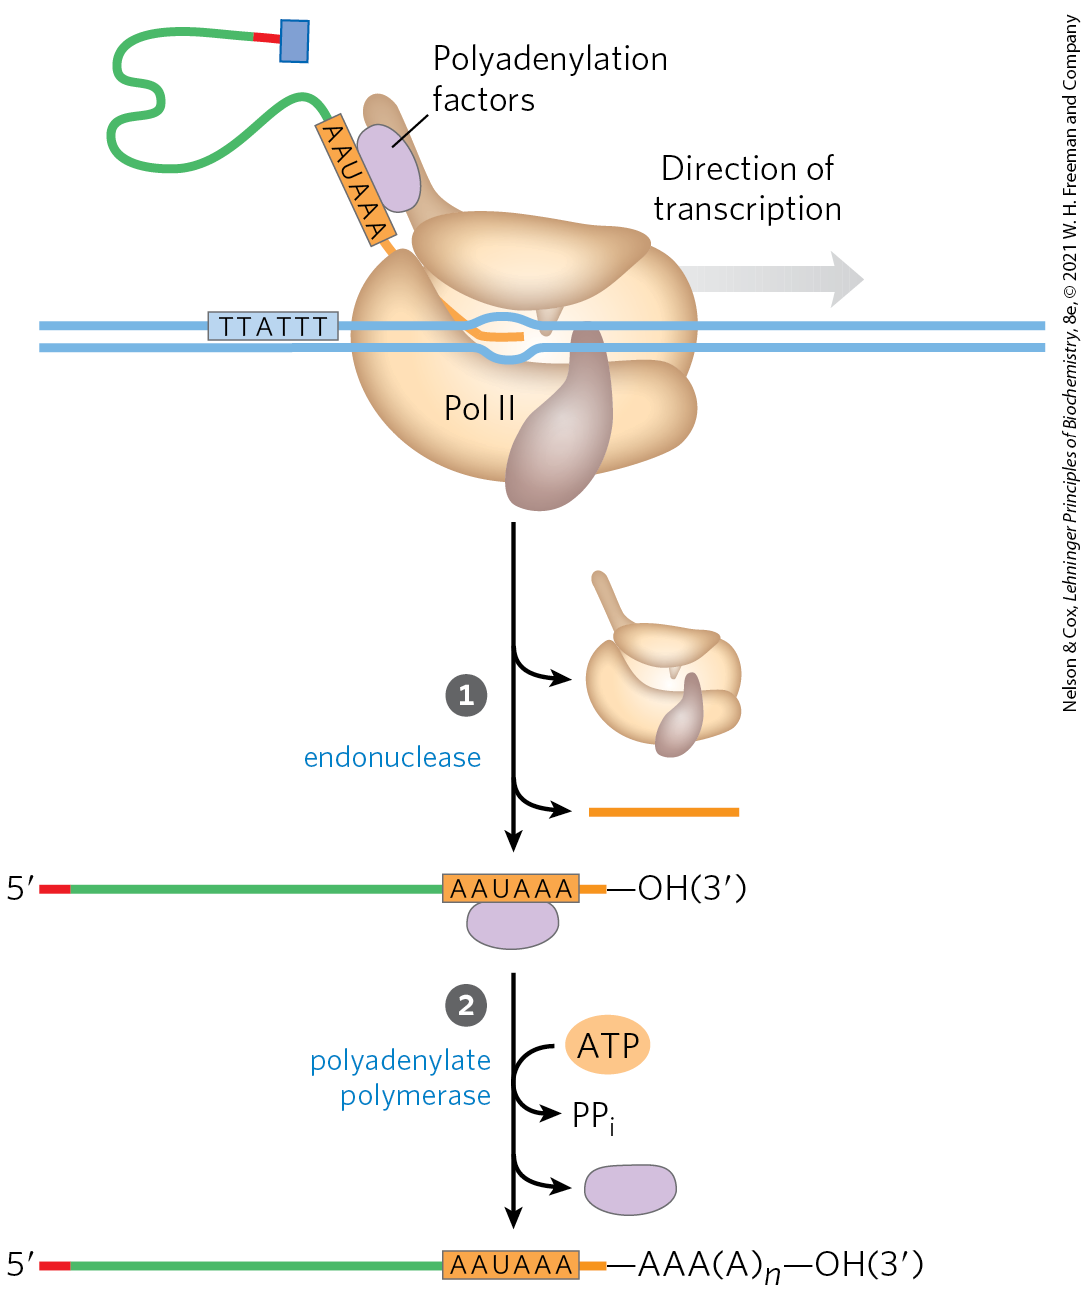 Polyadenylation
factors
AAUAAA
Direction of
transcription
TTATTT
Pol II
1
endonuclease
5′ AAUAAA —OH(3′)
2
polyadenylate
polymerase
ATP
PPi
5′ AAUAAA —AAA(A)n—OH(3′)
Nelson & Cox, Lehninger Principles of Biochemistry, 8e, © 2021 W. H. Freeman and Company